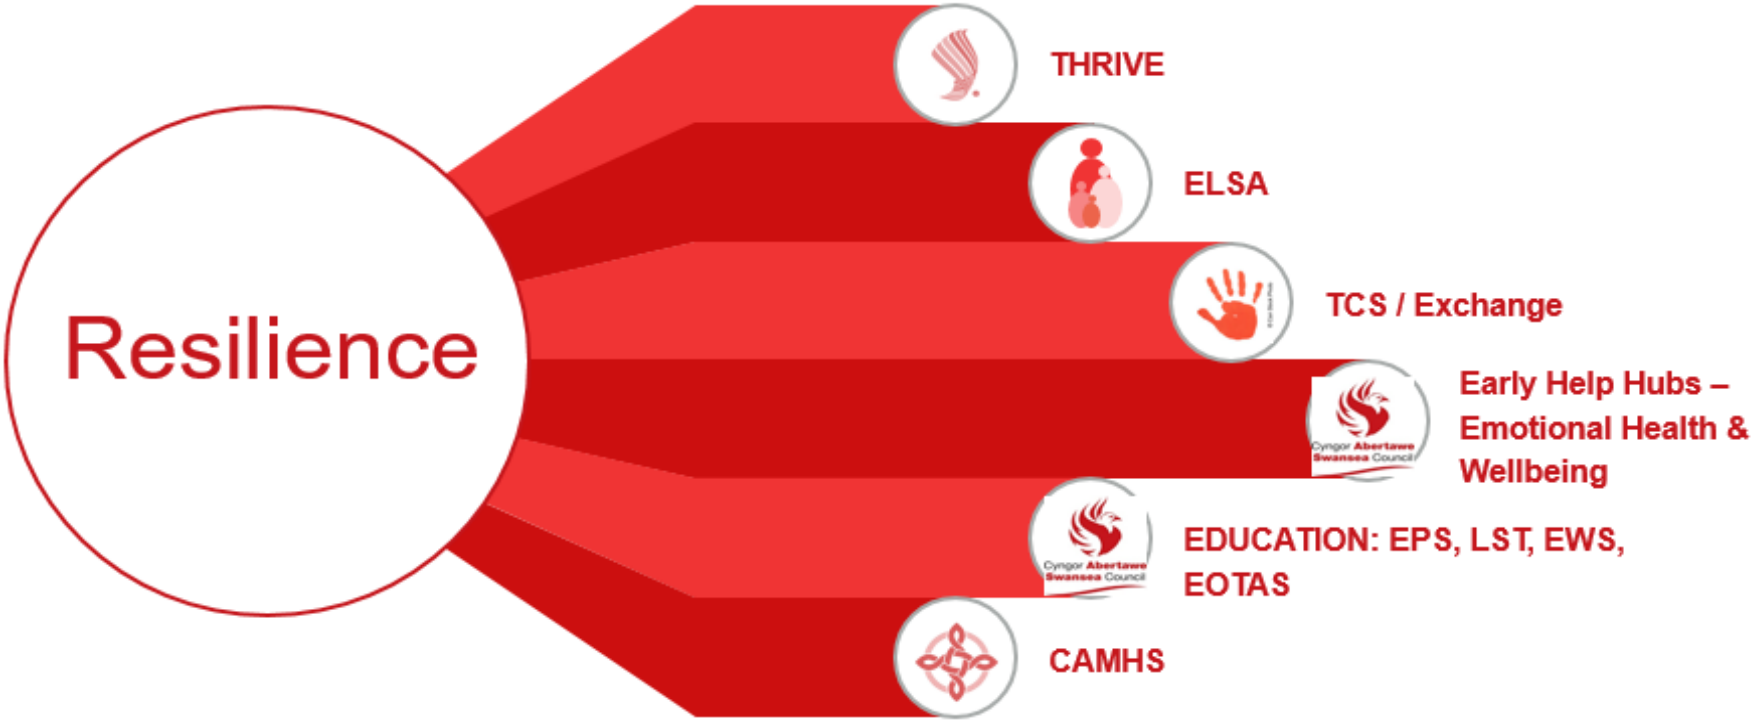 Resilience
THRIVE
ELSA
TCS / Exchange
Early Help Hubs –
Emotional Health &
Wellbeing
Cyngor Abertawe
Swansea Council
EDUCATION: EPS, LST, EWS,
EOTAS
Cyngor Abertawe
Swansea Council
CAMHS